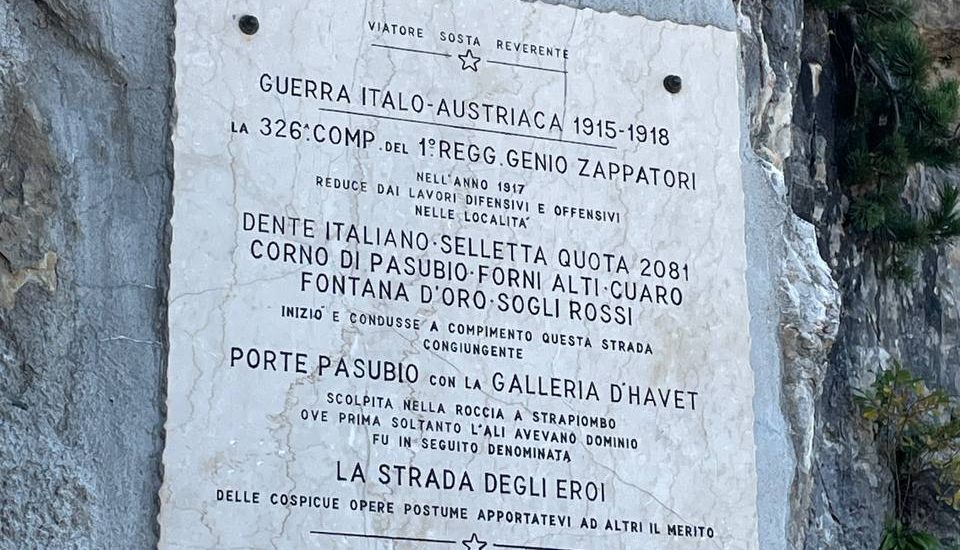 VIATORE SOSTA REVERENTE
GUERRA ITALO-AUSTRIACA 1915-1918
LA 326ᴬ COMP. DEL 1º REGG. GENIO ZAPPATORI
NELL'ANNO 1917
REDUCE DAI LAVORI DIFENSIVI E OFFENSIVI
NELLE LOCALITA'
DENTE ITALIANO·SELLETTA QUOTA 2081
CORNO DI PASUBIO·FORNI ALTI·CUARO
FONTANA D'ORO·SOGLI ROSSI
INIZIO' E CONDUSSE A COMPIMENTO QUESTA STRADA
CONGIUNGENTE
PORTE PASUBIO CON LA GALLERIA D'HAVET
SCOLPITA NELLA ROCCIA A STRAPIOMBO
OVE PRIMA SOLTANTO L'ALI AVEVANO DOMINIO
FU IN SEGUITO DENOMINATA
LA STRADA DEGLI EROI
DELLE COSPICUE OPERE POSTUME APPORTATEVI AD ALTRI IL MERITO